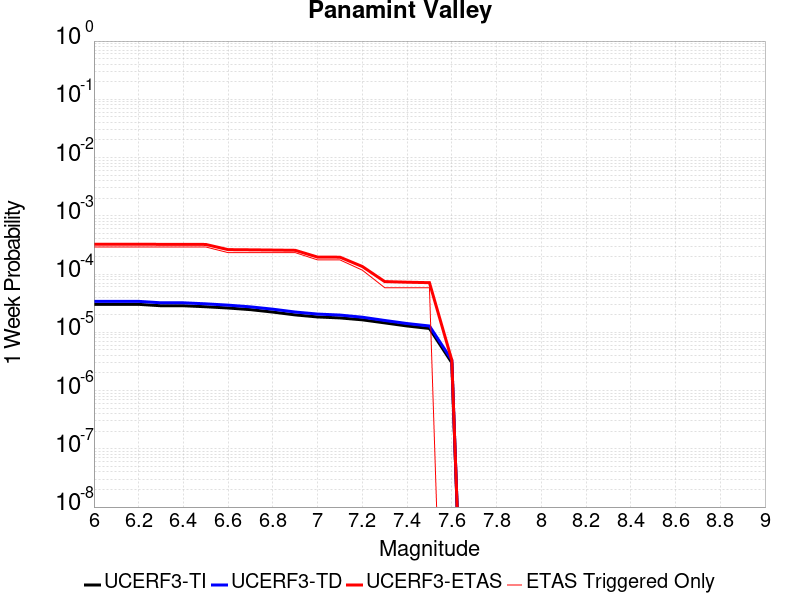 Panamint Valley
10^0
10^-1
10^-2
10^-3
10^-4
10^-5
10^-6
10^-7
10^-8
1 Week Probability
6 6.2 6.4 6.6 6.8 7 7.2 7.4 7.6 7.8 8 8.2 8.4 8.6 8.8 9
Magnitude
UCERF3-TI UCERF3-TD UCERF3-ETAS ETAS Triggered Only